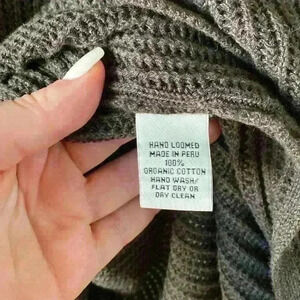 HAND LOOMED
MADE IN PERU
100%
ORGANIC COTTON
HAND WASH/
FLAT DRY OR
DRY CLEAN